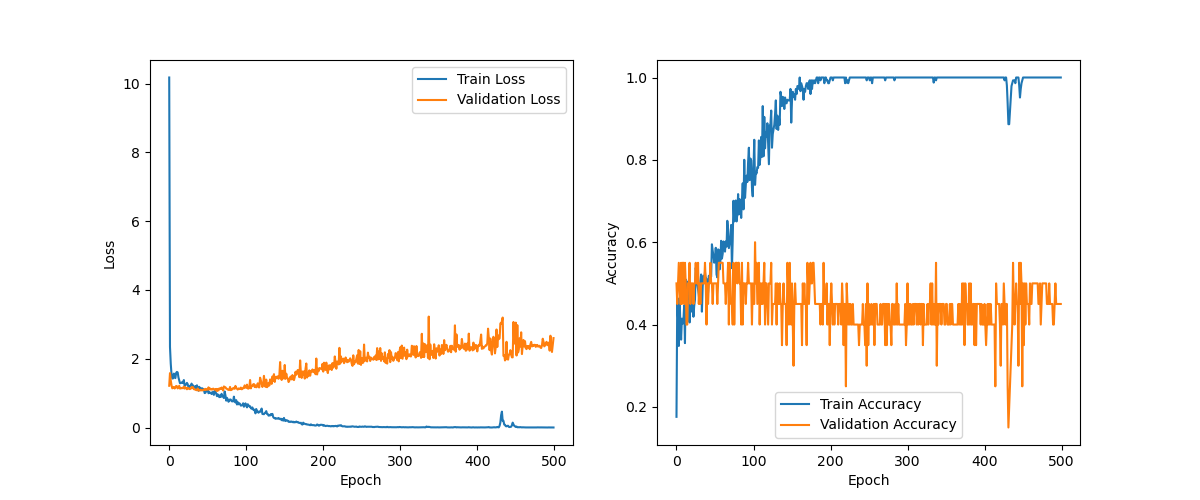 10
8
6
4
2
0
Loss
0 100 200 300 400 500
Epoch
Train Loss
Validation Loss
1.0
0.8
0.6
0.4
0.2
Accuracy
0 100 200 300 400 500
Epoch
Train Accuracy
Validation Accuracy